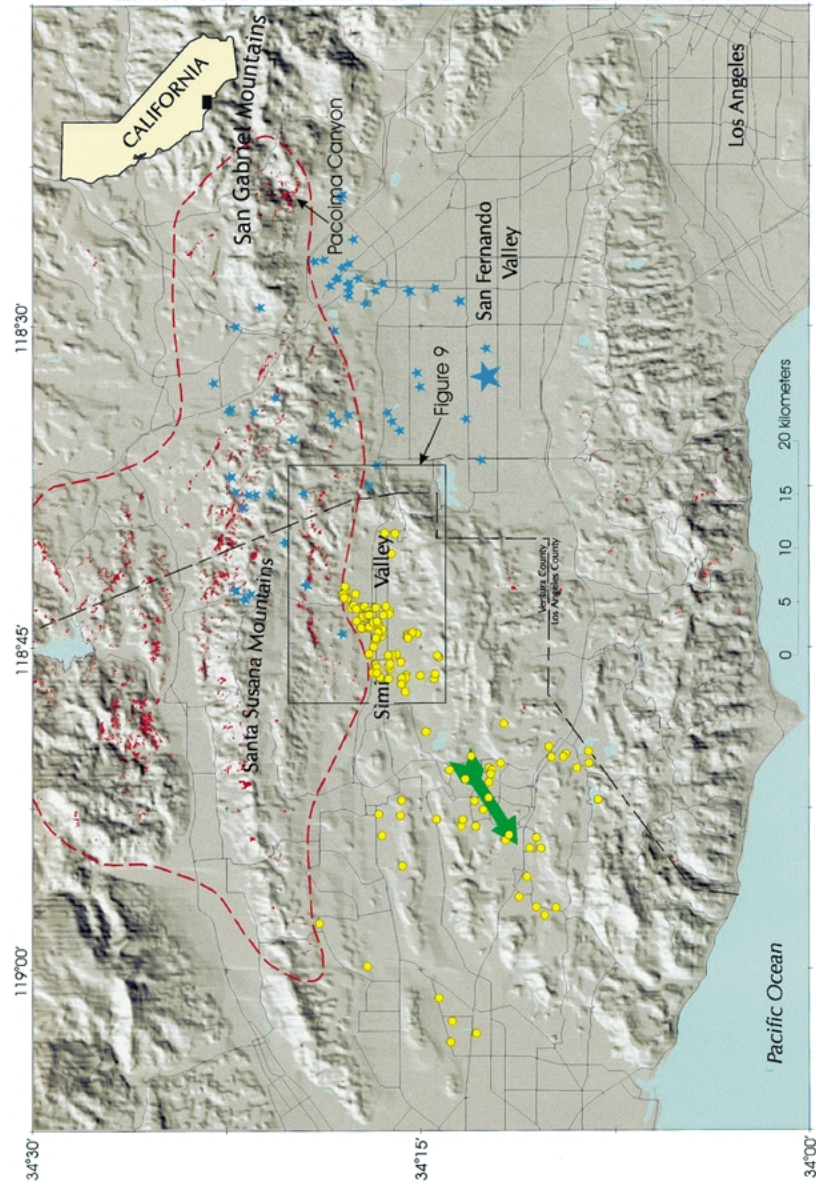 CALIFORNIA
San Gabriel Mountains
Pacoima Canyon
Los Angeles
San Fernando
Valley
118°30'
Figure 9
20 kilometers
15
10
5
0
Santa Susana Mountains
Simi
Valley
Ventura County
Los Angeles County
118°45'
119°00'
Pacific Ocean
34°30'
34°15'
34°00'